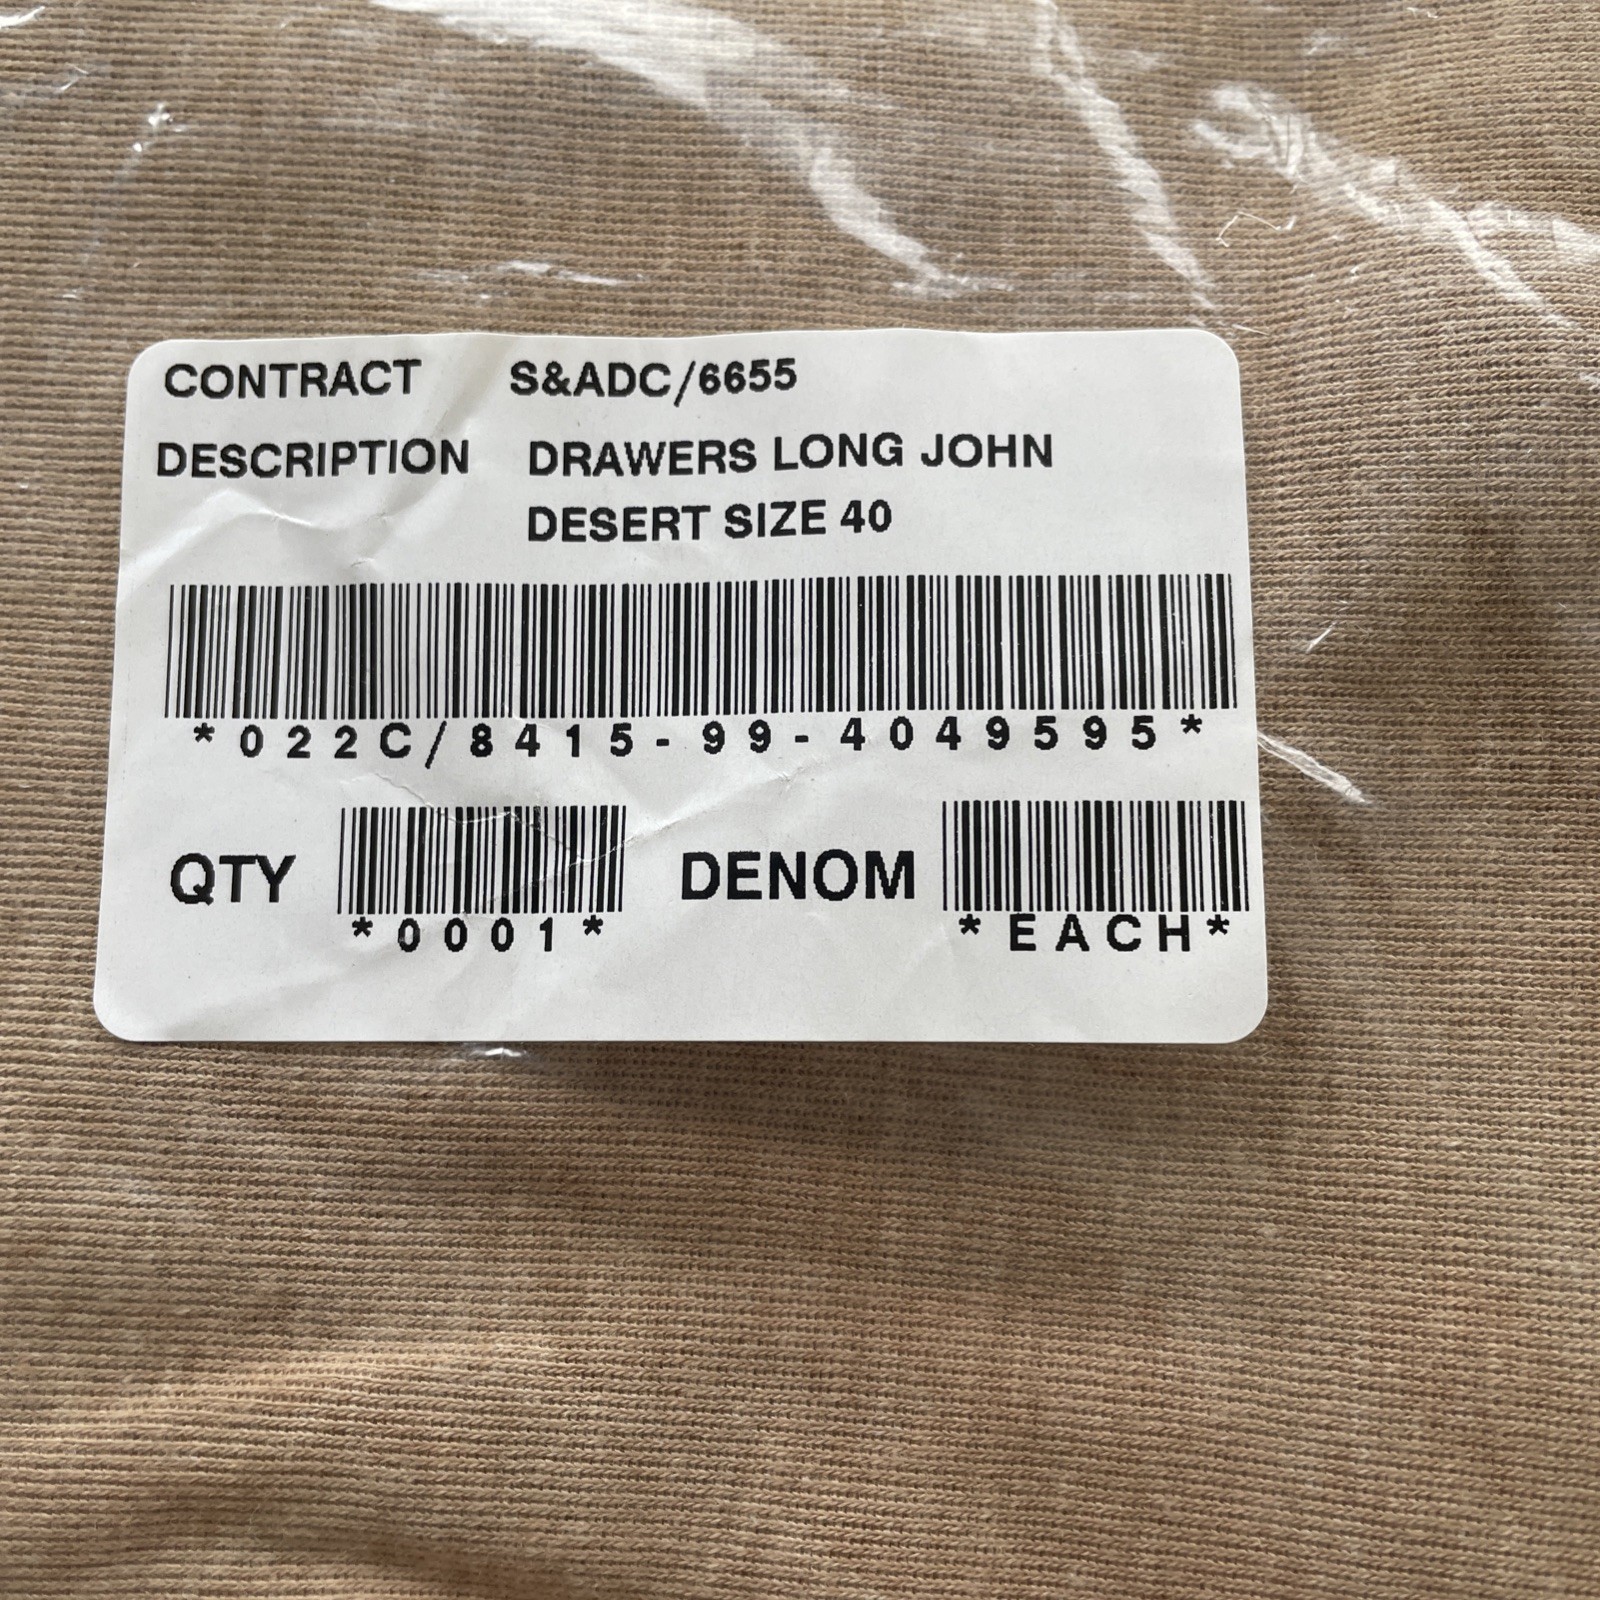 CONTRACT S&ADC/6655
DESCRIPTION DRAWERS LONG JOHN
DESERT SIZE 40
*022C/8415-99-4049595*
QTY DENOM
*0001* *EACH*